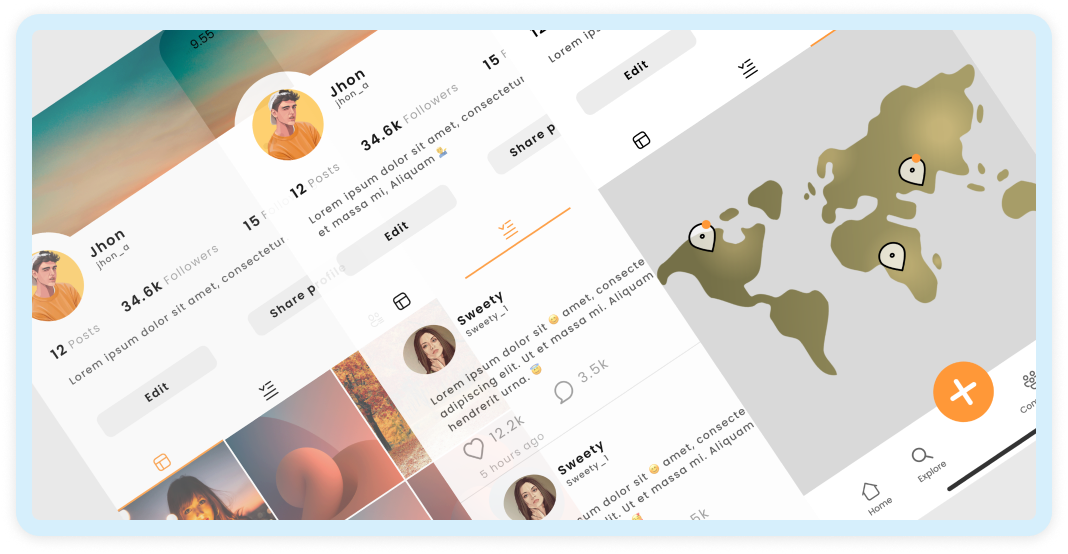 9:55
Jhon
jhon_a
12 Posts
34.6k Followers
15 F
Lorem ipsum dolor sit amet, consectetur
Edit
Share Profile
Jhon
jhon_a
12 Posts
34.6k Followers
15 F
Lorem ipsum dolor sit amet, consectetur
et massa mi, Aliquam 
Edit
Share P
Sweety
Sweety_1
Lorem ipsum dolor sit 😊 amet, consecte
adipiscing elit. Ut et massa mi. Aliquam
hendrerit urna. 😇
12.2k
3.5k
5 hours ago
Sweety
Sweety_1
Lorem ipsum dolor sit 😊 amet, consecte
Ut et massa mi. Aliquam
5k
12
Lorem ips
Edit
Home
Explore